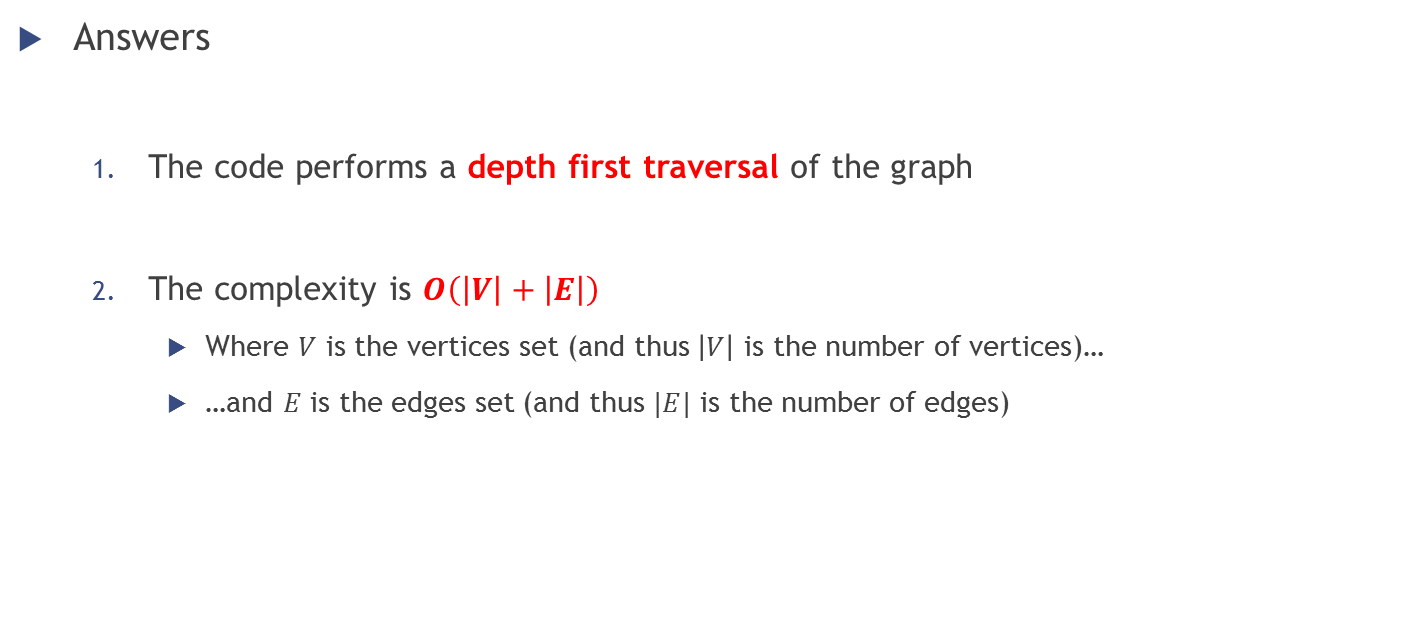 Answers
1. The code performs a depth first traversal of the graph
2. The complexity is O(|V| + |E|)
Where V is the vertices set (and thus |V| is the number of vertices)...
...and E is the edges set (and thus |E| is the number of edges)